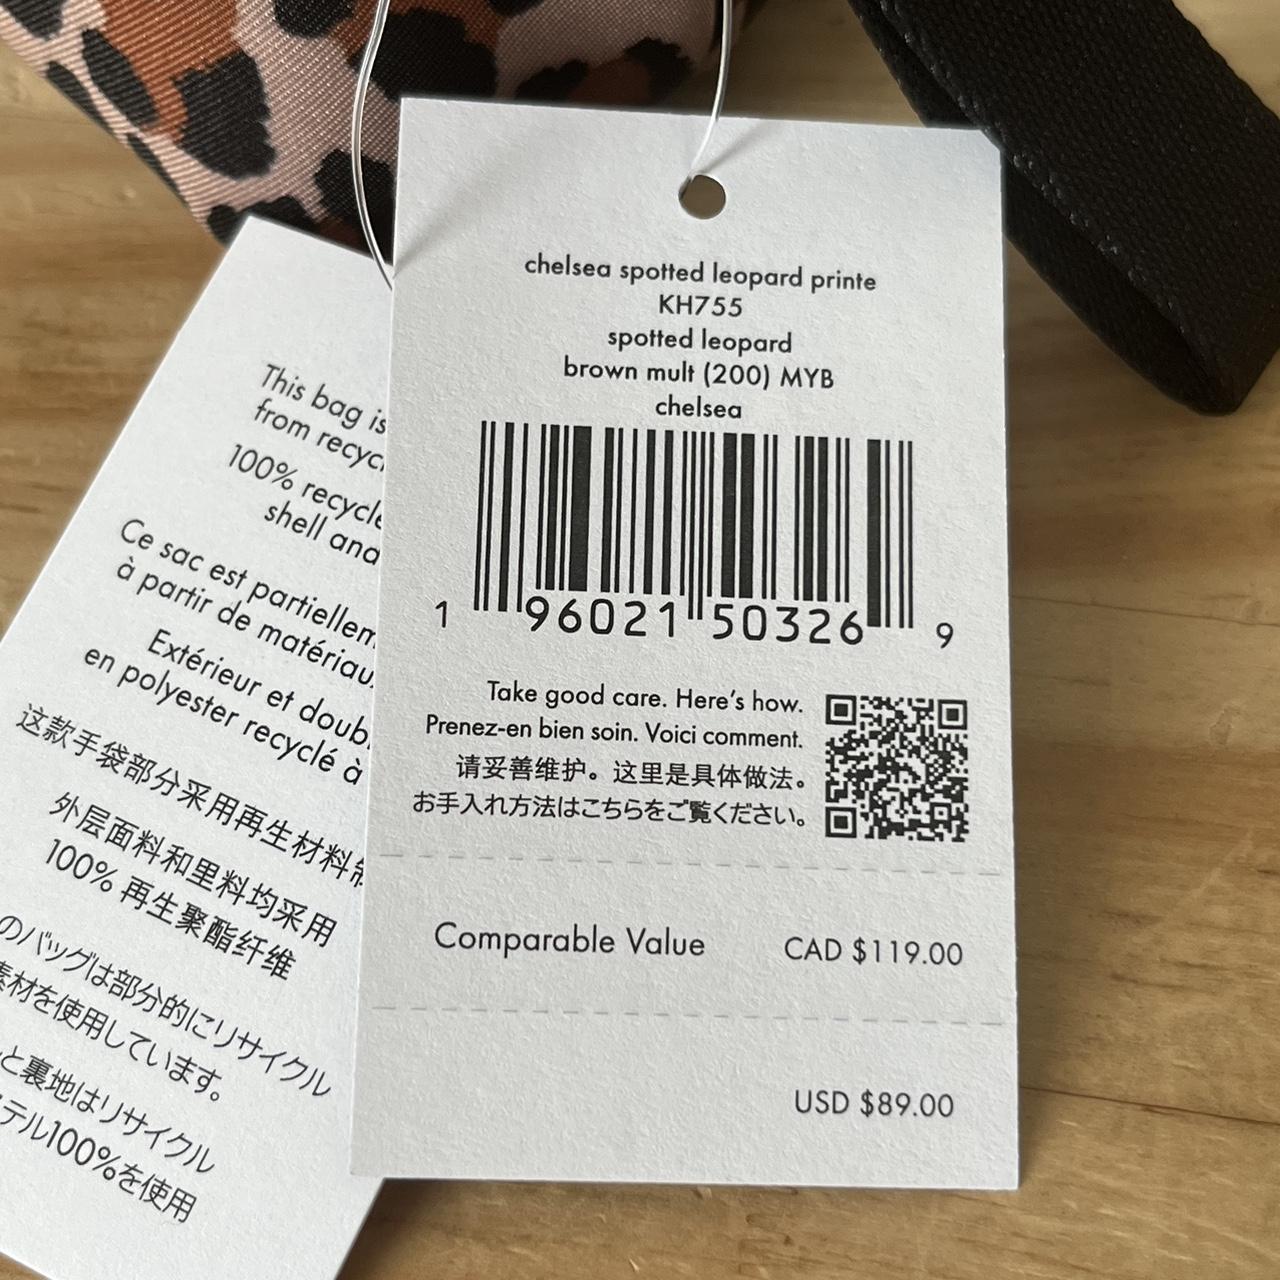 chelsea spotted leopard printe
KH755
spotted leopard
brown mult (200) MYB
chelsea
1 96021 50326 9
Take good care. Here's how.
Prenez-en bien soin. Voici comment.
请妥善维护。这里是具体做法。
お手入れ方法はこちらをご覧ください。
Comparable Value CAD $119.00
USD $89.00
This bag is
from recyc
100% recycle
shell and
Ce sac est partiellem
à partir de matériau
Extérieur et doub
en polyester recyclé à
这款手袋部分采用再生材料制
外层面料和里料均采用
100% 再生聚酯纤维
のバッグは部分的にリサイクル
素材を使用しています。
と裏地はリサイクル
ステル100%を使用